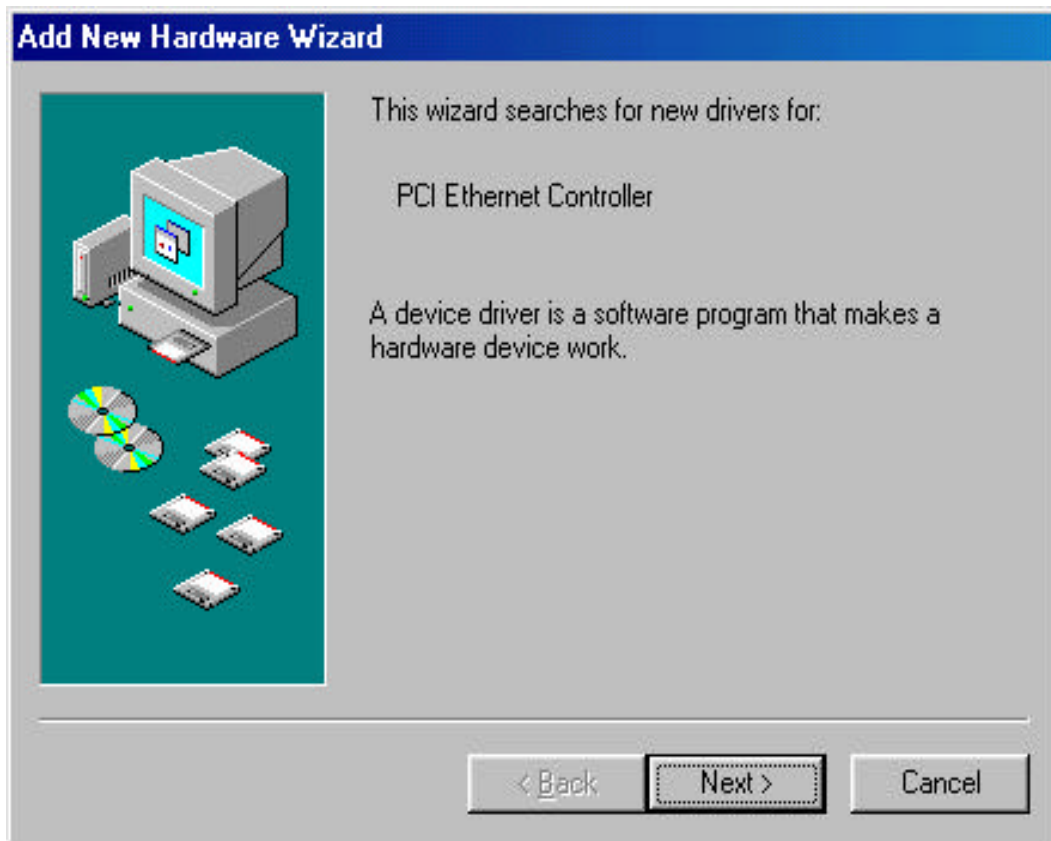 Add New Hardware Wizard
This wizard searches for new drivers for:
PCI Ethernet Controller
A device driver is a software program that makes a
hardware device work.
< Back
Next >
Cancel